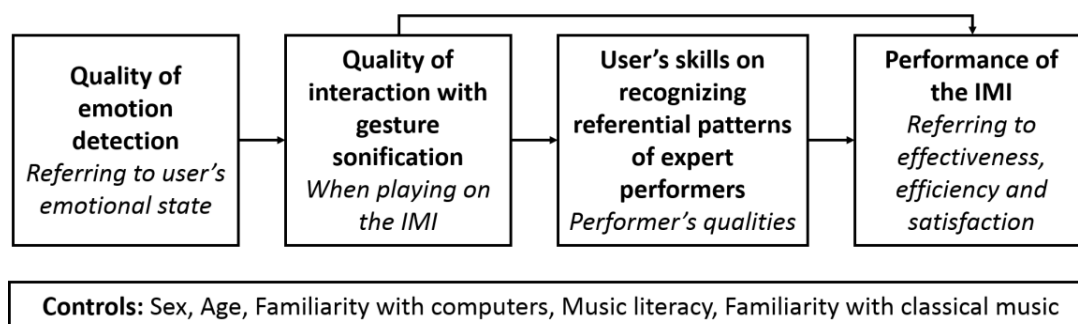 Quality of
emotion
detection
Referring to user's
emotional state
Quality of
interaction with
gesture
sonification
When playing on
the IMI
User's skills on
recognizing
referential patterns
of expert
performers
Performer's qualities
Performance of
the IMI
Referring to
effectiveness,
efficiency and
satisfaction
Controls: Sex, Age, Familiarity with computers, Music literacy, Familiarity with classical music